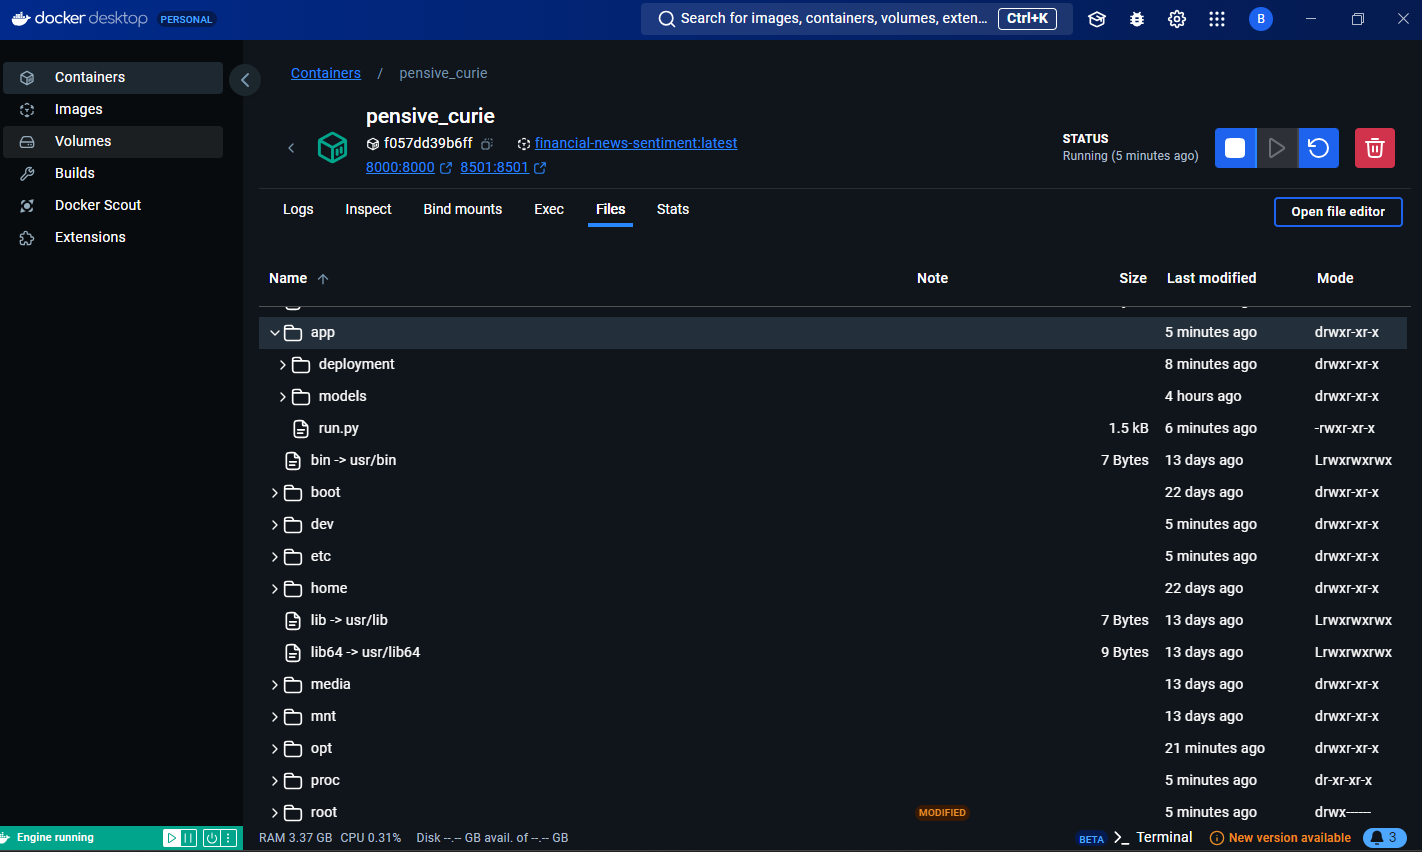 docker desktop PERSONAL
Search for images, containers, volumes, exten... Ctrl+K
B
Containers
Images
Volumes
Builds
Docker Scout
Extensions
Containers / pensive_curie
pensive_curie
f057dd39b6ff financial-news-sentiment:latest
8000:8000 8501:8501
STATUS
Running (5 minutes ago)
Logs Inspect Bind mounts Exec Files Stats
Open file editor
Name Note Size Last modified Mode
app 5 minutes ago drwxr-xr-x
deployment 8 minutes ago drwxr-xr-x
models 4 hours ago drwxr-xr-x
run.py 1.5 kB 6 minutes ago -rwxr-xr-x
bin -> usr/bin 7 Bytes 13 days ago Lrwxrwxrwx
boot 22 days ago drwxr-xr-x
dev 5 minutes ago drwxr-xr-x
etc 5 minutes ago drwxr-xr-x
home 22 days ago drwxr-xr-x
lib -> usr/lib 7 Bytes 13 days ago Lrwxrwxrwx
lib64 -> usr/lib64 9 Bytes 13 days ago Lrwxrwxrwx
media 13 days ago drwxr-xr-x
mnt 13 days ago drwxr-xr-x
opt 21 minutes ago drwxr-xr-x
proc 5 minutes ago dr-xr-xr-x
root MODIFIED 5 minutes ago drwx------
Engine running
RAM 3.37 GB CPU 0.31% Disk --.-- GB avail. of --.-- GB
BETA Terminal New version available 3